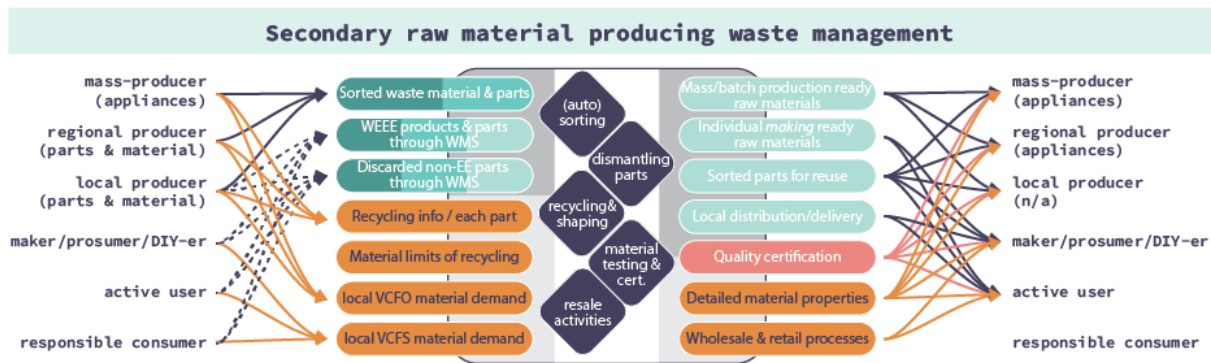 Secondary raw material producing waste management
mass-producer
(appliances)
regional producer
(parts & material)
local producer
(parts & material)
maker/prosumer/DIY-er
active user
responsible consumer
Sorted waste material & parts
WEEE products & parts
through WMS
Discarded non-EE parts
through WMS
Recycling info / each part
Material limits of recycling
local VCFO material demand
local VCFS material demand
(auto)
sorting
dismantling
parts
recycling&
shaping
material
testing &
cert.
resale
activities
Mass/batch production ready
raw materials
Individual making ready
raw materials
Sorted parts for reuse
Local distribution/delivery
Quality certification
Detailed material properties
Wholesale & retail processes
mass-producer
(appliances)
regional producer
(appliances)
local producer
(n/a)
maker/prosumer/DIY-er
active user
responsible consumer